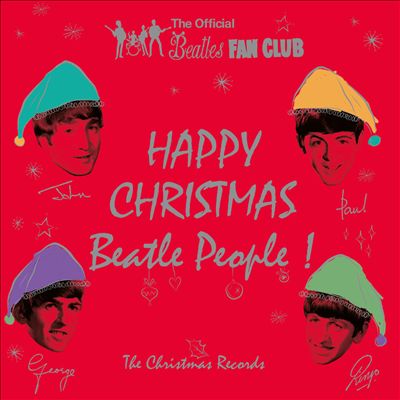 The Official
Beatles FAN CLUB
HAPPY
CHRISTMAS
Beatle People !
John
Paul
George
Ringo
The Christmas Records